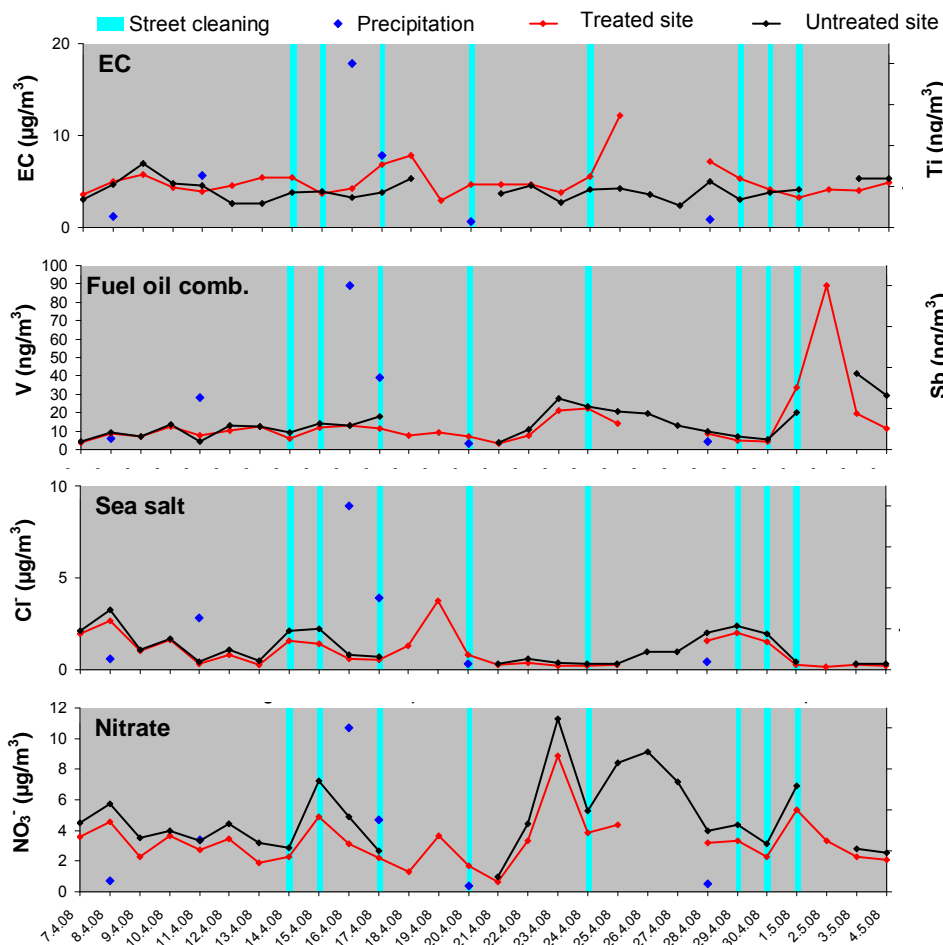 Street cleaning Precipitation Treated site Untreated site
EC
EC (µg/m³)
20
10
0
Ti (ng/m³)
Fuel oil comb.
V (ng/m³)
100
90
80
70
60
50
40
30
20
10
0
Sb (ng/m³)
Sea salt
Cl⁻ (µg/m³)
10
5
0
Nitrate
NO₃⁻ (µg/m³)
12
10
8
6
4
2
0
7.4.08 8.4.08 9.4.08 10.4.08 11.4.08 12.4.08 13.4.08 14.4.08 15.4.08 16.4.08 17.4.08 18.4.08 19.4.08 20.4.08 21.4.08 22.4.08 23.4.08 24.4.08 25.4.08 26.4.08 27.4.08 28.4.08 29.4.08 30.4.08 1.5.08 2.5.08 3.5.08 4.5.08